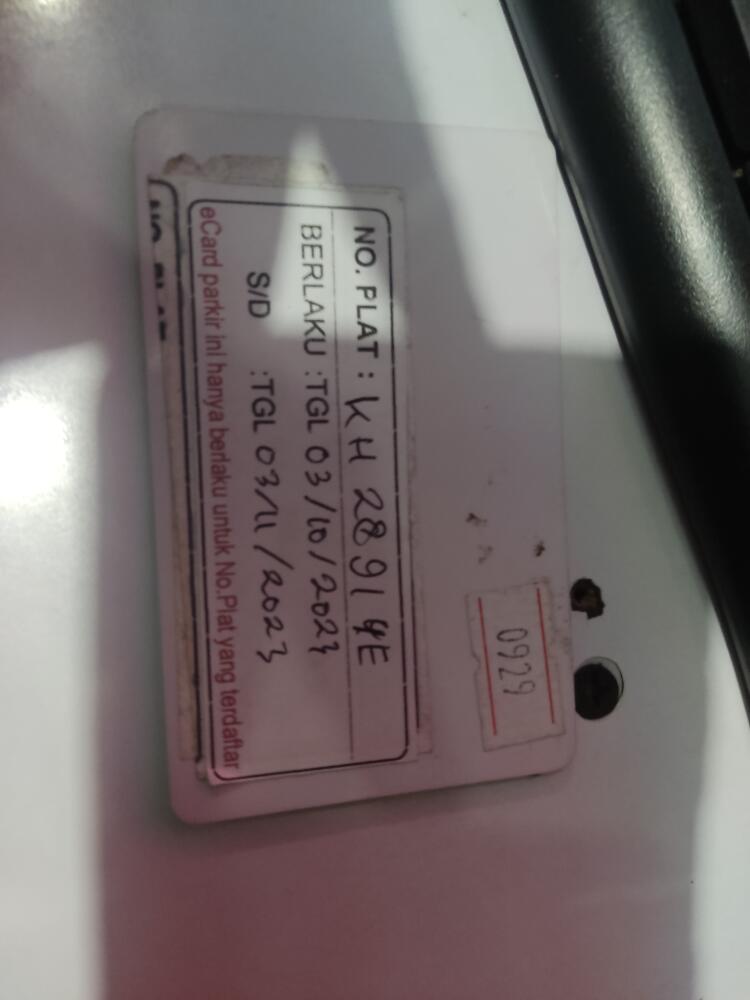 0929
NO. PLAT : KH 2891 YE
BERLAKU :TGL 03/10/2023
S/D :TGL 03/11/2023
eCard parkir ini hanya berlaku untuk No.Plat yang terdaftar